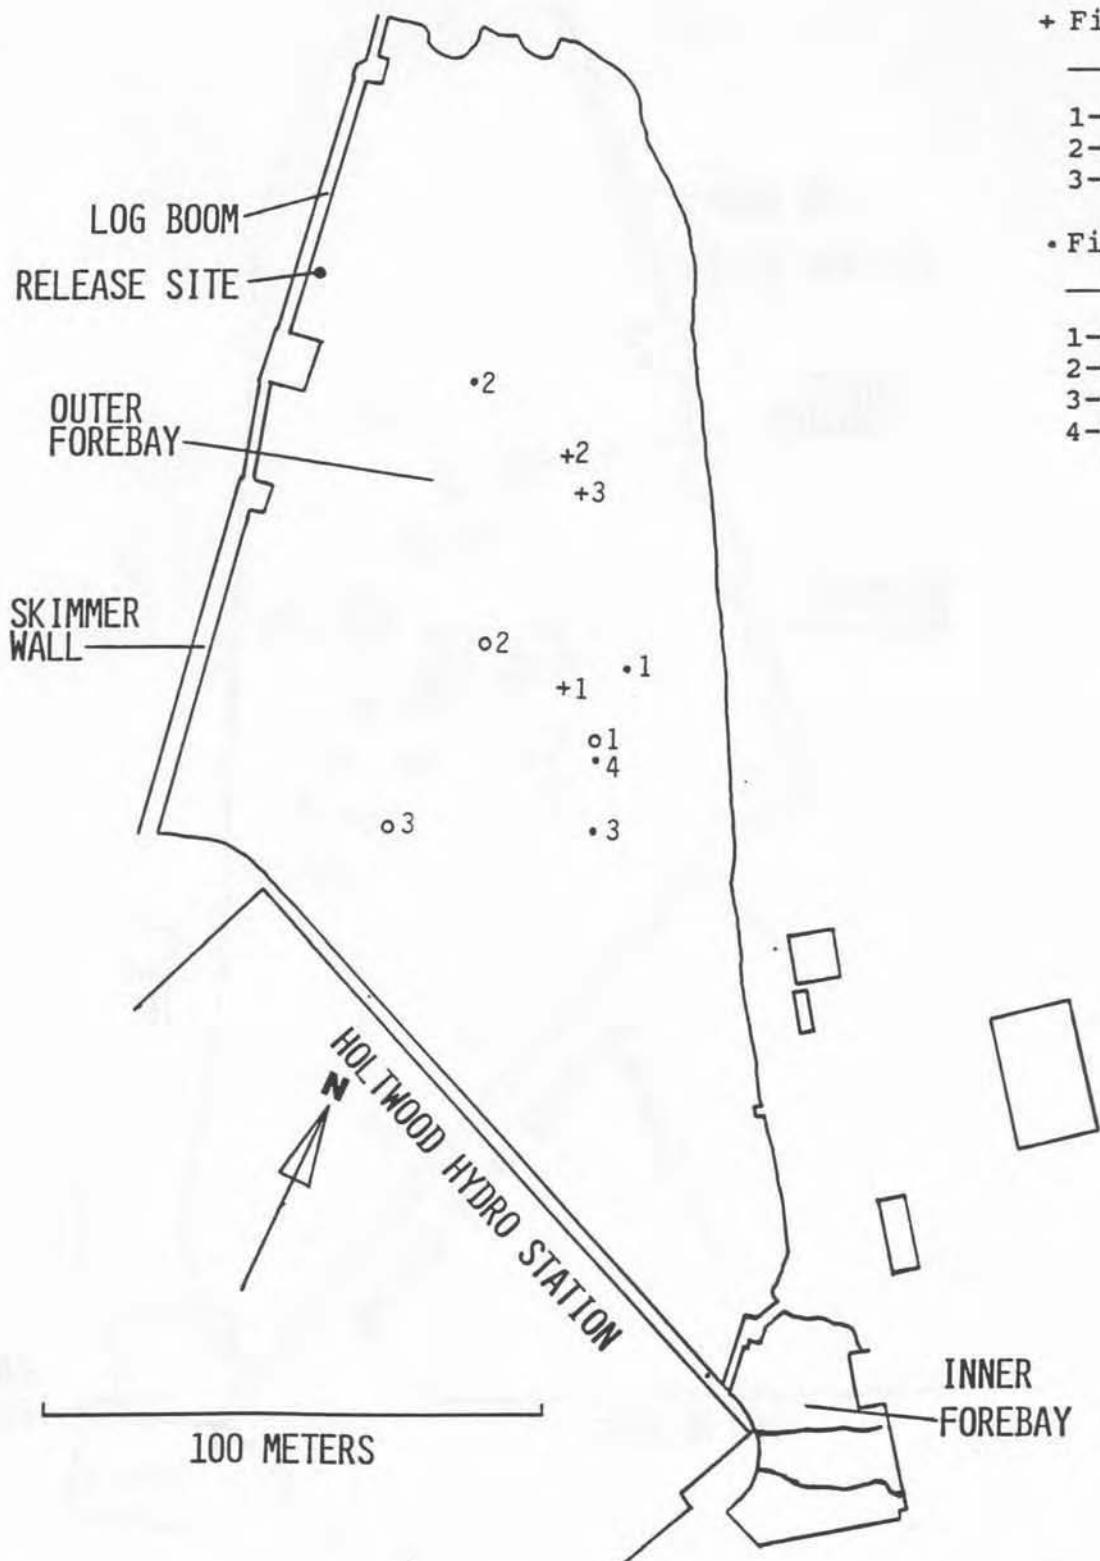 + Fi
1-
2-
3-
• Fi
1-
2-
3-
4-
LOG BOOM
RELEASE SITE
•2
OUTER
FOREBAY
+2
+3
SKIMMER
WALL
o2
•1
+1
o1
•4
o3
•3
HOLTWOOD HYDRO STATION
N
100 METERS
INNER
FOREBAY